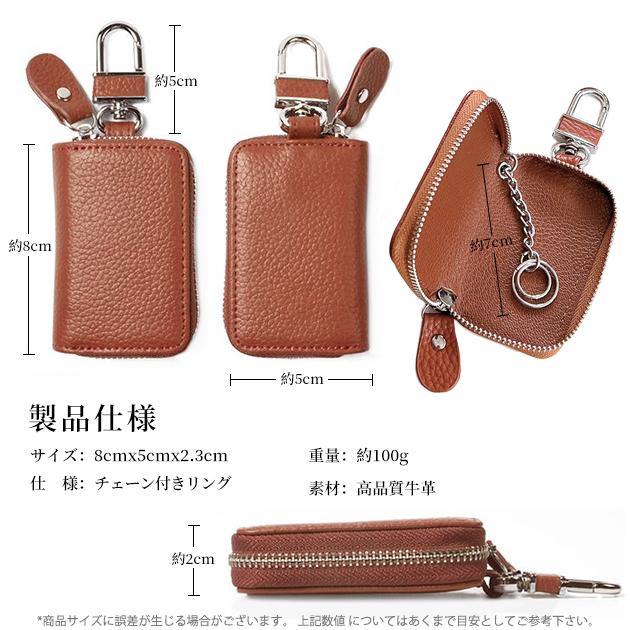 約5cm
約8cm
約7cm
約5cm
製品仕様
サイズ：8cmx5cmx2.3cm
重量：約100g
仕　様：チェーン付きリング
素材：高品質牛革
約2cm
*商品サイズに誤差が生じる場合がございます。上記数値 についてはあくまで目安としてご参考下さい。